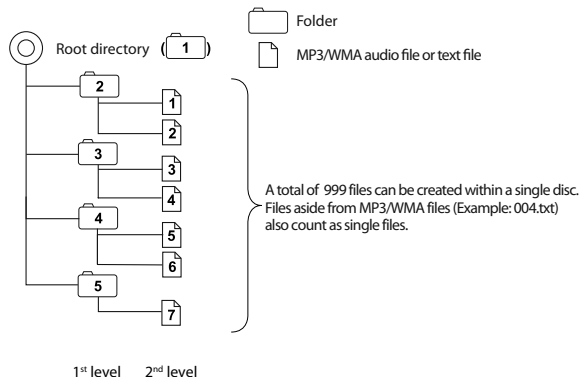 Folder
Root directory ( 1 )
MP3/WMA audio file or text file
2
1
2
3
3
4
4
5
6
5
7
A total of 999 files can be created within a single disc.
Files aside from MP3/WMA files (Example: 004.txt)
also count as single files.
1st level 2nd level